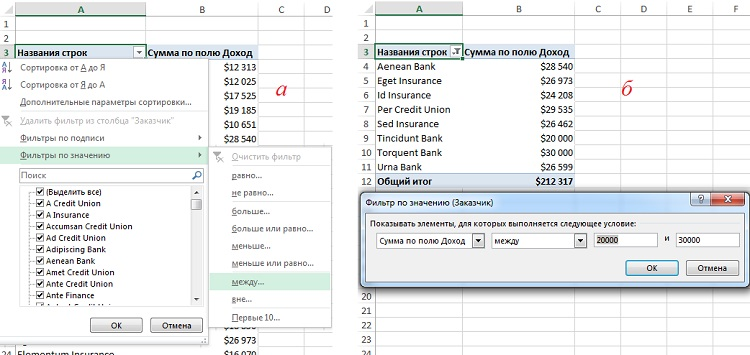 A B C D
1
2
3 Названия строк Сумма по полю Доход
Сортировка от А до Я
Сортировка от Я до А
Дополнительные параметры сортировки...
Удалить фильтр из столбца "Заказчик"
Фильтры по подписи
Фильтры по значению
Поиск
(Выделить все)
A Credit Union
A Insurance
Accumsan Credit Union
Ad Credit Union
Adipiscing Bank
Aenean Bank
Amet Credit Union
Ante Credit Union
Ante Finance
ОК Отмена
$12 313
$12 025
$17 525
$19 185
$10 651
$28 540
а
Очистить фильтр
равно...
не равно...
больше...
больше или равно...
меньше...
меньше или равно...
между...
вне...
Первые 10...
$26 973
24 Elementum Insurance $16 070
A B C D E F
1
2
3 Названия строк Сумма по полю Доход
4 Aenean Bank $28 540
5 Eget Insurance $26 973
6 Id Insurance $24 208
7 Per Credit Union $29 535
8 Sed Insurance $26 462
9 Tincidunt Bank $20 000
10 Torquent Bank $30 000
11 Urna Bank $26 599
12 Общий итог $212 317
б
Фильтр по значению (Заказчик)
Показывать элементы, для которых выполняется следующее условие:
Сумма по полю Доход между 20000 и 30000
ОК Отмена
20
21
22
23
24